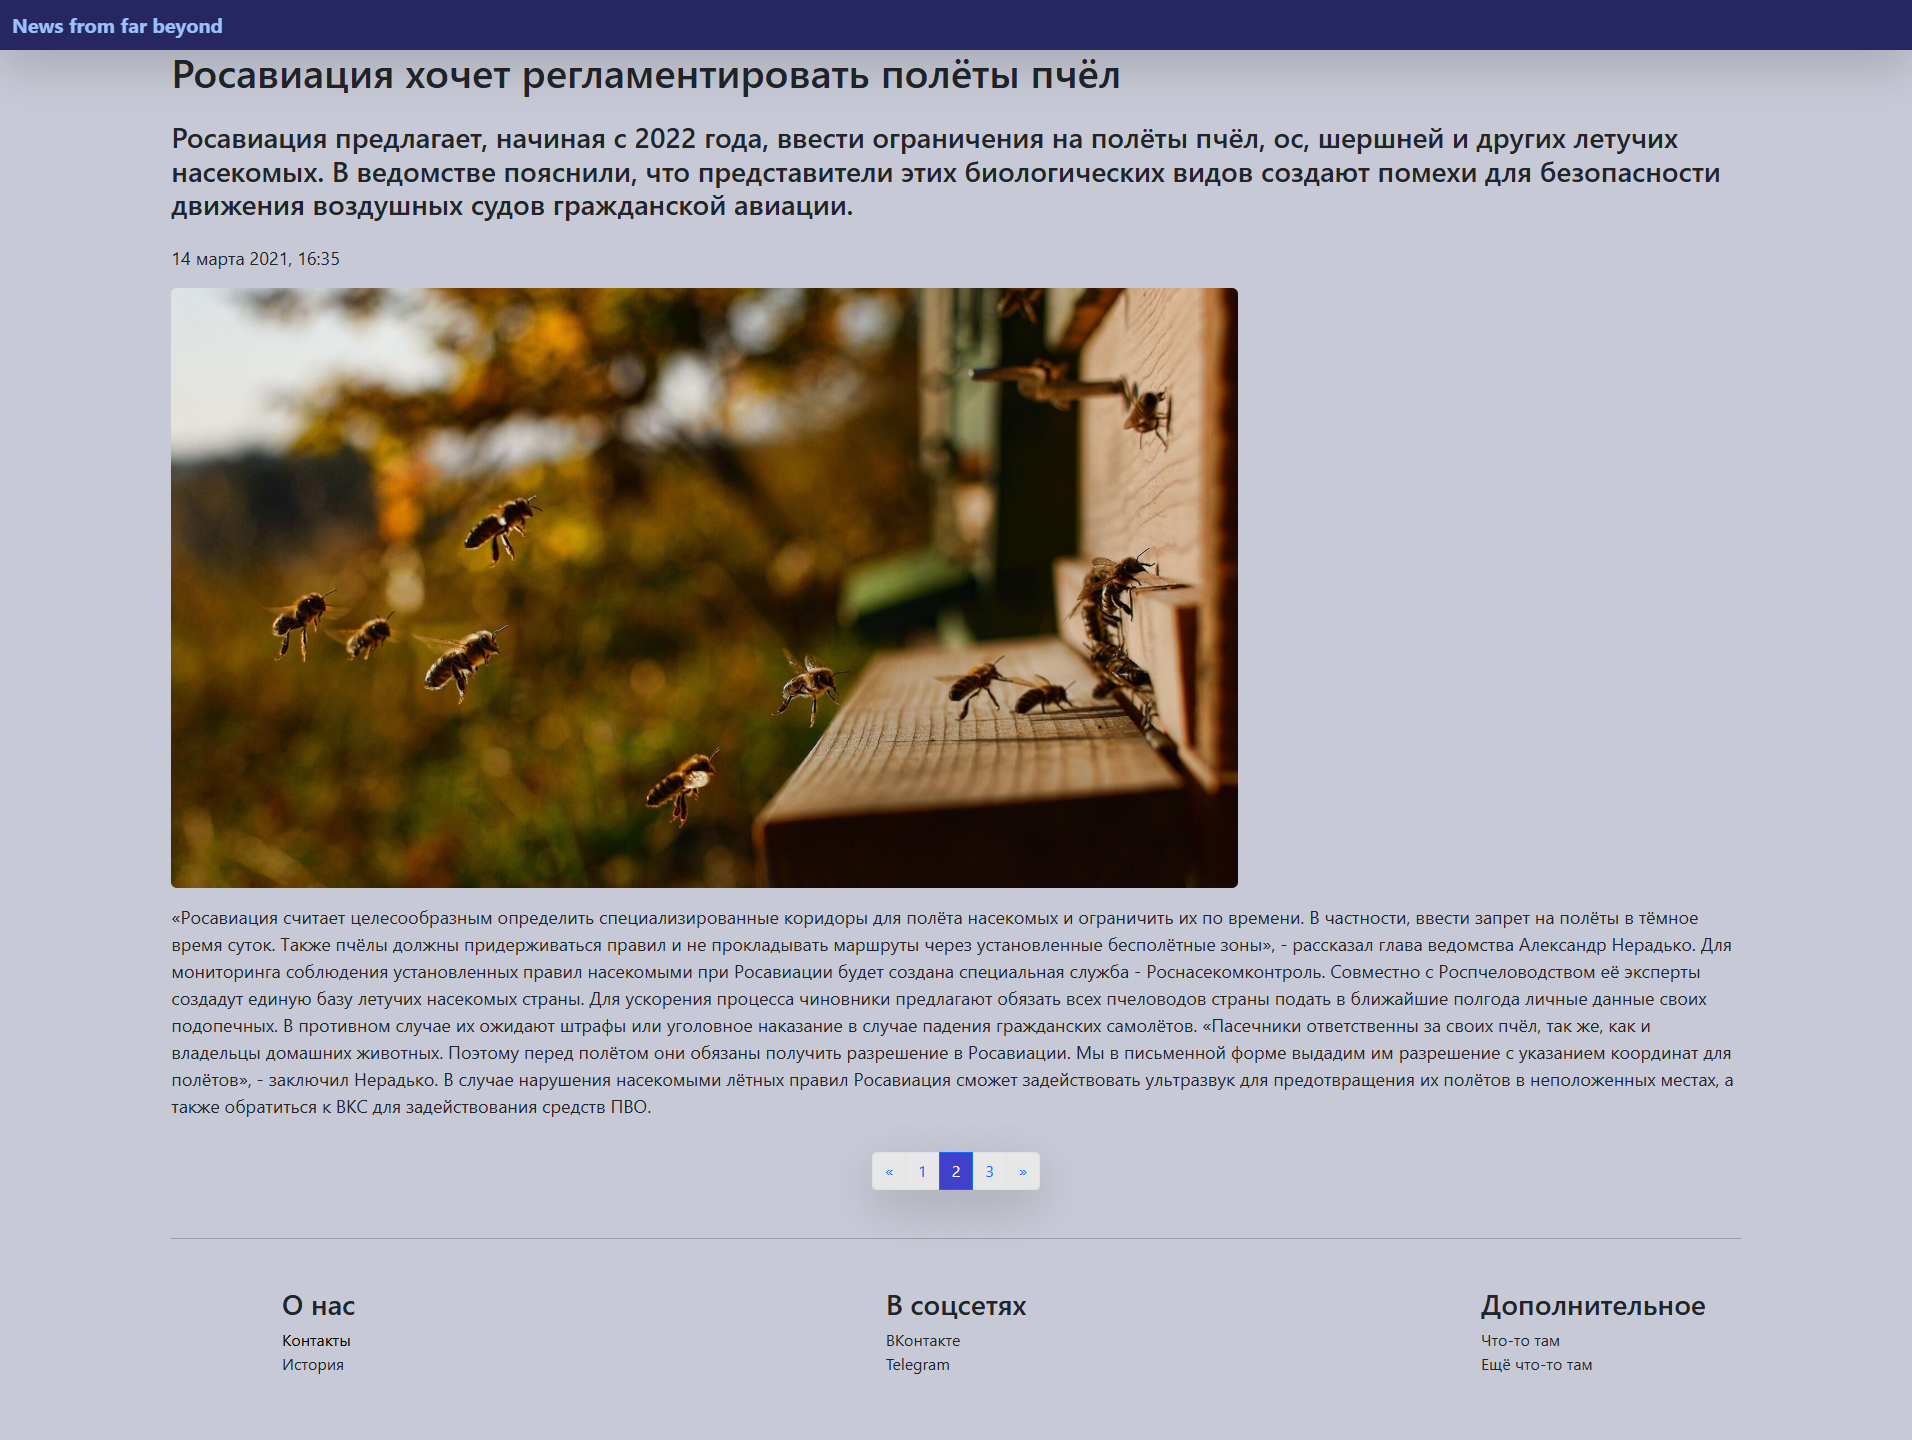 News from far beyond
Росавиация хочет регламентировать полёты пчёл
Росавиация предлагает, начиная с 2022 года, ввести ограничения на полёты пчёл, ос, шершней и других летучих
насекомых. В ведомстве пояснили, что представители этих биологических видов создают помехи для безопасности
движения воздушных судов гражданской авиации.
14 марта 2021, 16:35
«Росавиация считает целесообразным определить специализированные коридоры для полёта насекомых и ограничить их по времени. В частности, ввести запрет на полёты в тёмное
время суток. Также пчёлы должны придерживаться правил и не прокладывать маршруты через установленные бесполётные зоны», - рассказал глава ведомства Александр Нерадько. Для
мониторинга соблюдения установленных правил насекомыми при Росавиации будет создана специальная служба - Роснасекомконтроль. Совместно с Роспчеловодством её эксперты
создадут единую базу летучих насекомых страны. Для ускорения процесса чиновники предлагают обязать всех пчеловодов страны подать в ближайшие полгода личные данные своих
подопечных. В противном случае их ожидают штрафы или уголовное наказание в случае падения гражданских самолётов. «Пасечники ответственны за своих пчёл, так же, как и
владельцы домашних животных. Поэтому перед полётом они обязаны получить разрешение в Росавиации. Мы в письменной форме выдадим им разрешение с указанием координат для
полётов», - заключил Нерадько. В случае нарушения насекомыми лётных правил Росавиация сможет задействовать ультразвук для предотвращения их полётов в неположенных местах, а
также обратиться к ВКС для задействования средств ПВО.
« 1 2 3 »
О нас
Контакты
История
В соцсетях
ВКонтакте
Telegram
Дополнительное
Что-то там
Ещё что-то там